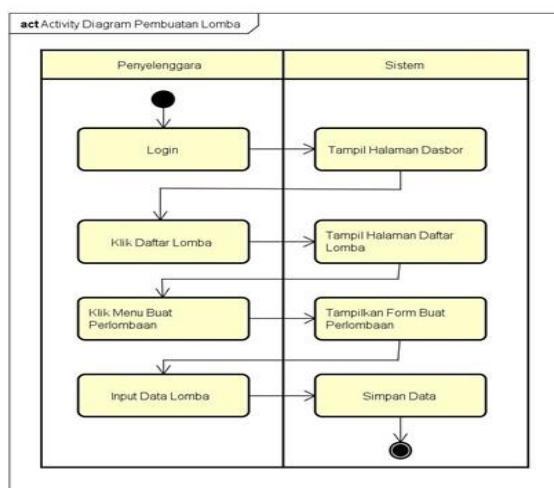 act Activity Diagram Pembuatan Lomba
Penyelenggara
Sistem
Login
Tampil Halaman Dasbor
Klik Daftar Lomba
Tampil Halaman Daftar
Lomba
Klik Menu Buat
Perlombaan
Tampilkan Form Buat
Perlombaan
Input Data Lomba
Simpan Data